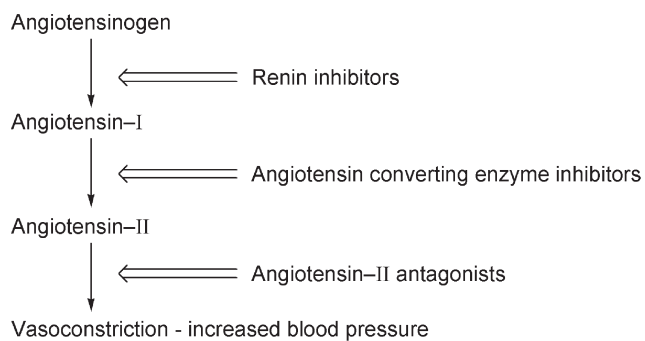 Angiotensinogen
Renin inhibitors
Angiotensin–I
Angiotensin converting enzyme inhibitors
Angiotensin–II
Angiotensin–II antagonists
Vasoconstriction - increased blood pressure